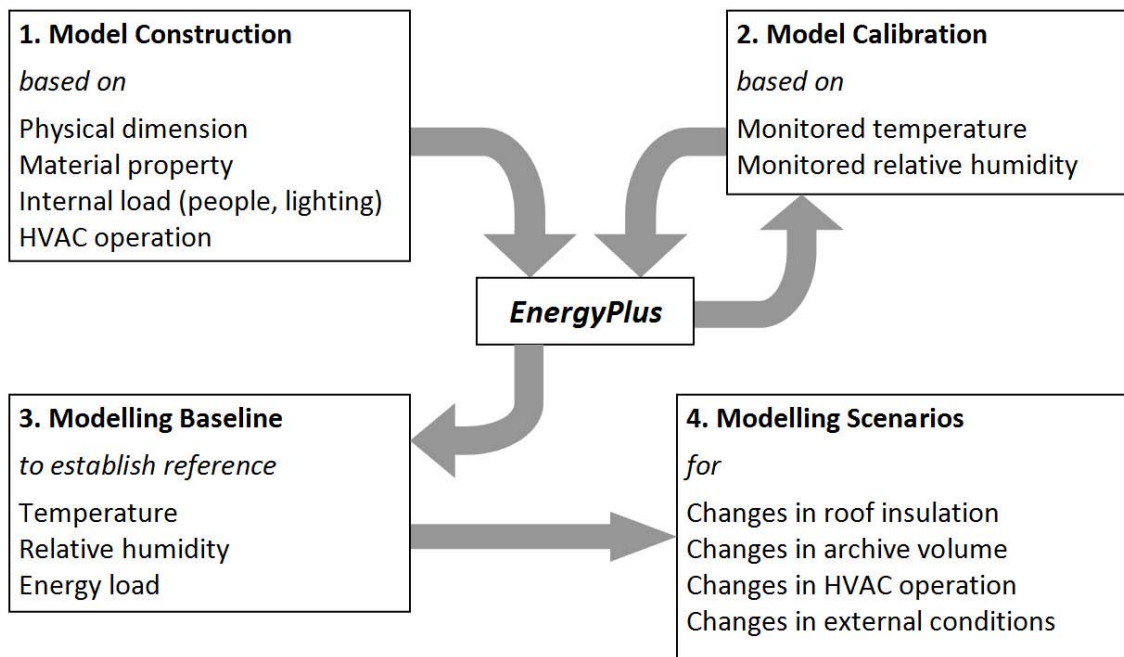 1. Model Construction
based on
Physical dimension
Material property
Internal load (people, lighting)
HVAC operation
2. Model Calibration
based on
Monitored temperature
Monitored relative humidity
EnergyPlus
3. Modelling Baseline
to establish reference
Temperature
Relative humidity
Energy load
4. Modelling Scenarios
for
Changes in roof insulation
Changes in archive volume
Changes in HVAC operation
Changes in external conditions